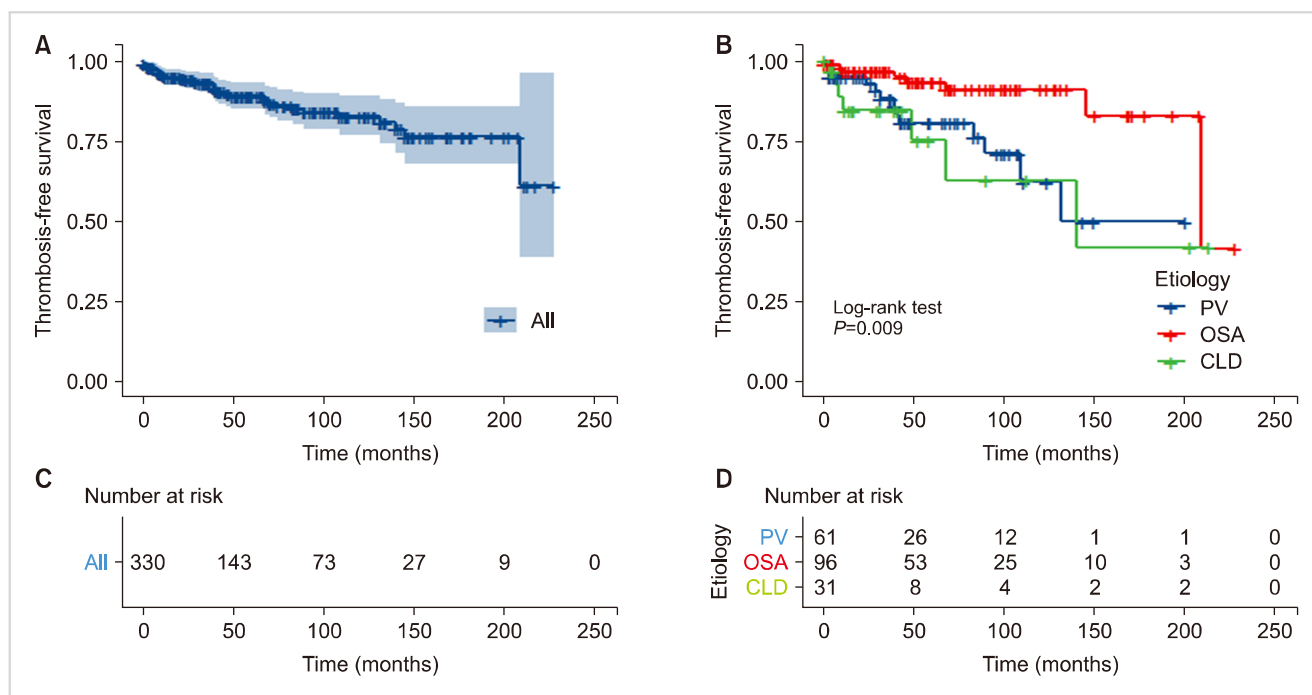 A
1.00
0.75
0.50
0.25
0.00
Thrombosis-free survival
All
0 50 100 150 200 250
Time (months)
B
1.00
0.75
0.50
0.25
0.00
Thrombosis-free survival
Log-rank test
P=0.009
Etiology
PV
OSA
CLD
0 50 100 150 200 250
Time (months)
C
Number at risk
All 330 143 73 27 9 0
0 50 100 150 200 250
Time (months)
D
Number at risk
Etiology
PV 61 26 12 1 1 0
OSA 96 53 25 10 3 0
CLD 31 8 4 2 2 0
0 50 100 150 200 250
Time (months)